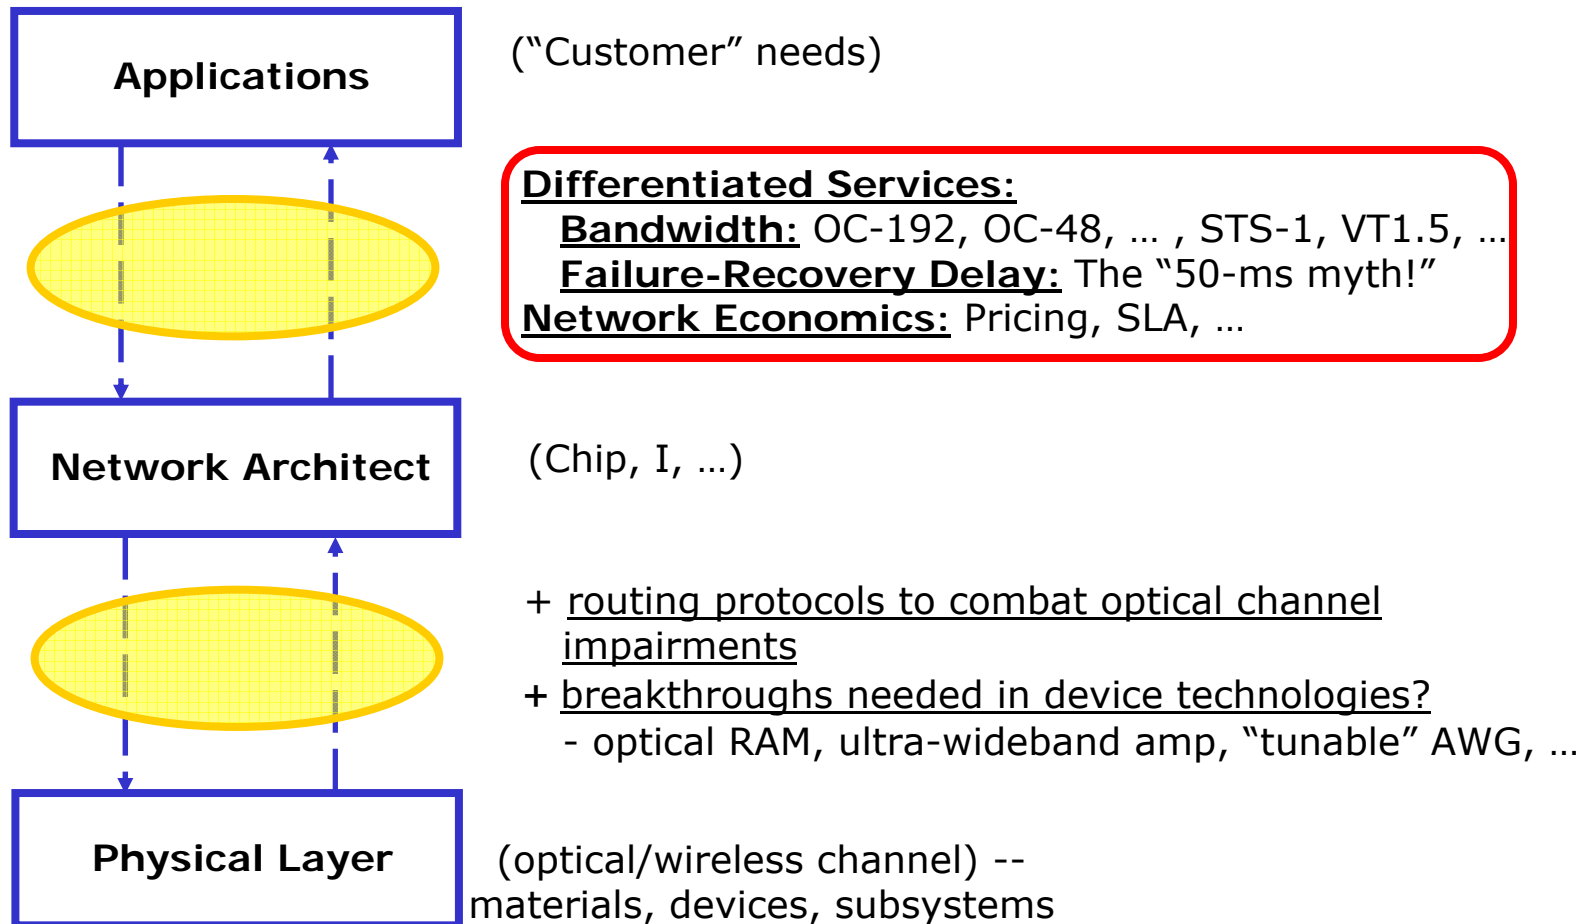 Applications
(“Customer” needs)
Differentiated Services:
Bandwidth: OC-192, OC-48, … , STS-1, VT1.5, …
Failure-Recovery Delay: The “50-ms myth!”
Network Economics: Pricing, SLA, …
Network Architect
(Chip, I, …)
+ routing protocols to combat optical channel
impairments
+ breakthroughs needed in device technologies?
- optical RAM, ultra-wideband amp, “tunable” AWG, …
Physical Layer
(optical/wireless channel) --
materials, devices, subsystems